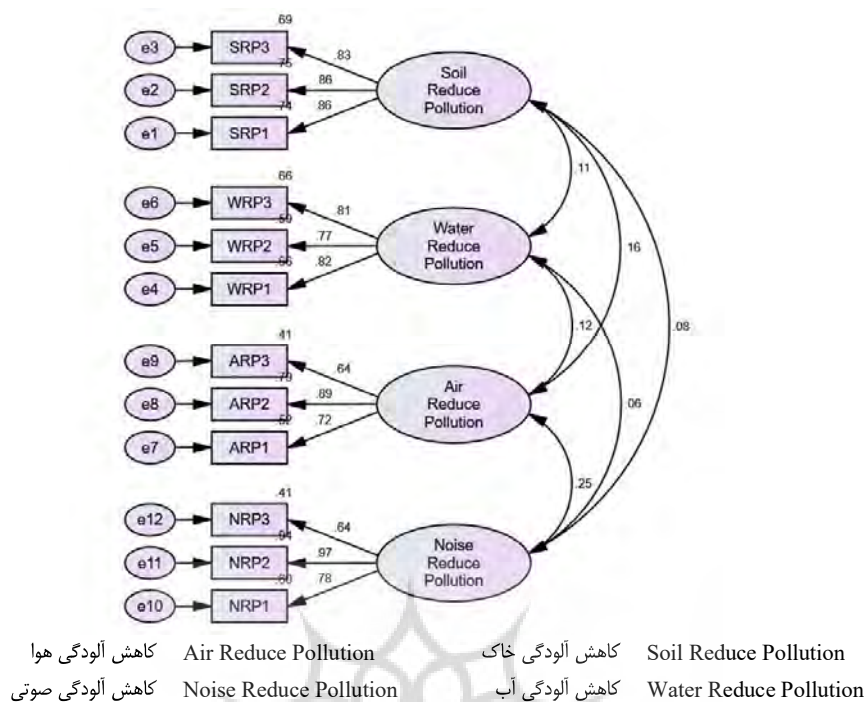 .69
e3 SRP3 .83
.75
e2 SRP2 .86
.74
e1 SRP1 .86
Soil
Reduce
Pollution
.11
.66
e6 WRP3 .81
.59
e5 WRP2 .77
.66
e4 WRP1 .82
Water
Reduce
Pollution
.16
.12
.08
.41
e9 ARP3 .64
.79
e8 ARP2 .89
.52
e7 ARP1 .72
Air
Reduce
Pollution
.06
.25
.41
e12 NRP3 .64
.94
e11 NRP2 .97
.60
e10 NRP1 .78
Noise
Reduce
Pollution
Soil Reduce Pollution کاهش آلودگی خاک Air Reduce Pollution کاهش آلودگی هوا
Water Reduce Pollution کاهش آلودگی آب Noise Reduce Pollution کاهش آلودگی صوتی